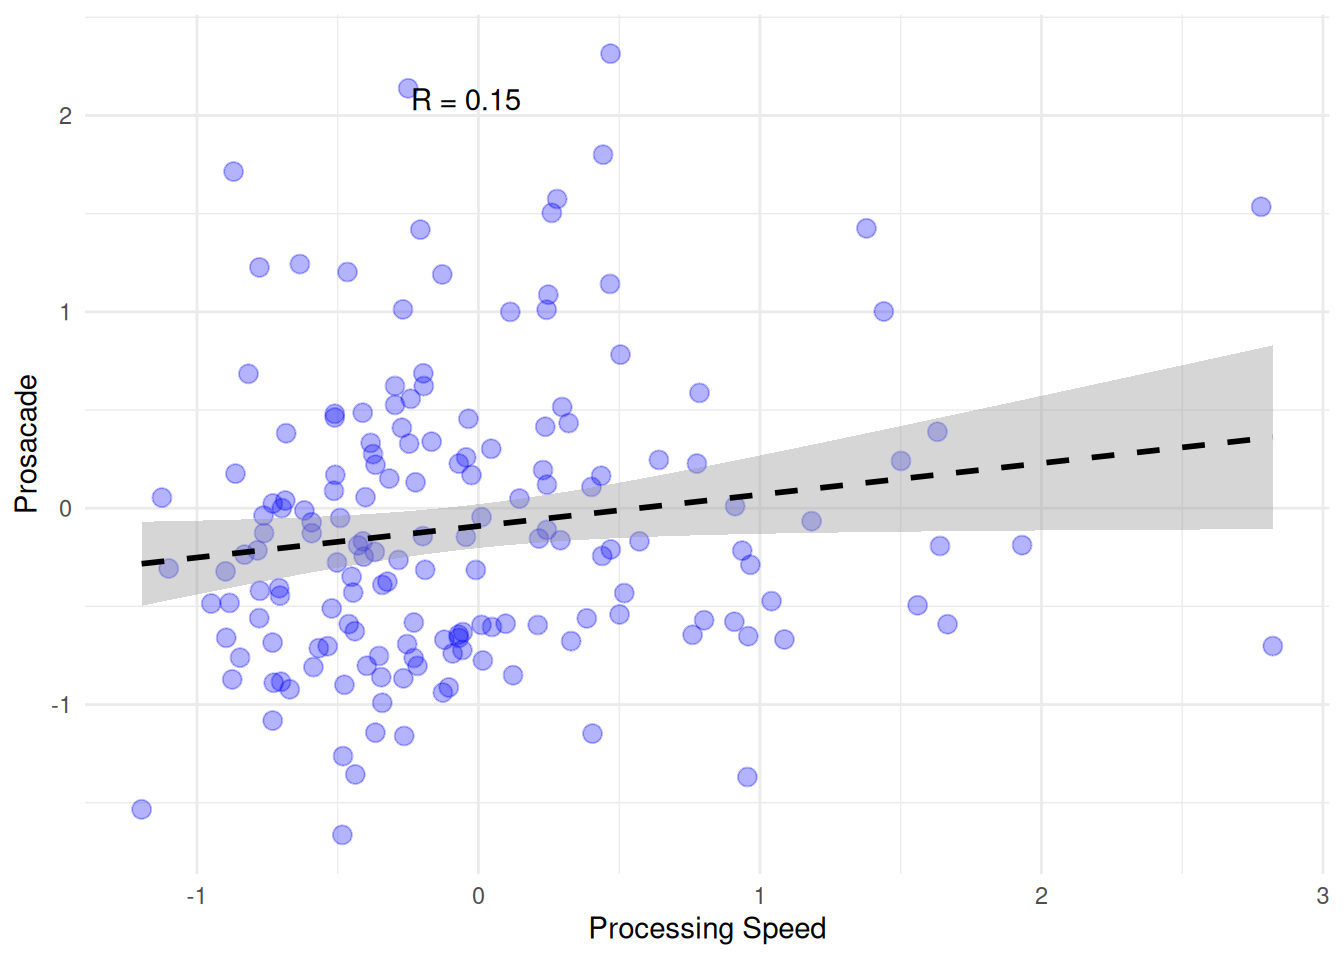 R = 0.15
2
1
0
-1
Prosacade
-1 0 1 2 3
Processing Speed